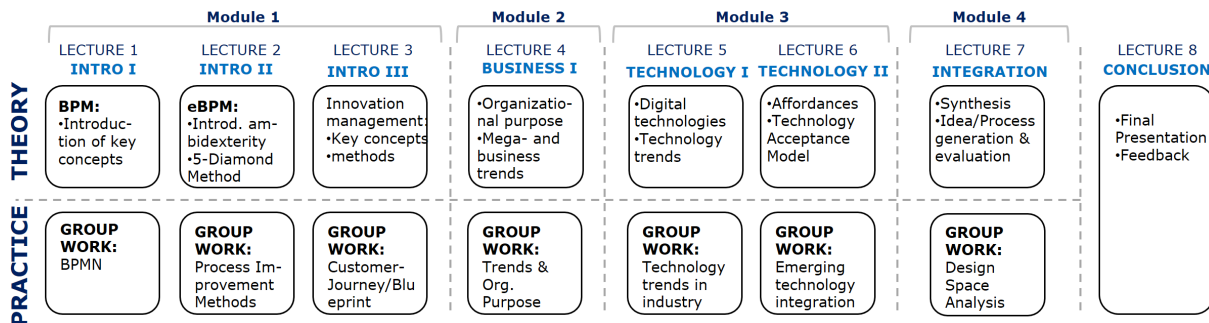 Module 1
Module 2
Module 3
Module 4
LECTURE 1
INTRO I
LECTURE 2
INTRO II
LECTURE 3
INTRO III
LECTURE 4
BUSINESS I
LECTURE 5
TECHNOLOGY I
LECTURE 6
TECHNOLOGY II
LECTURE 7
INTEGRATION
LECTURE 8
CONCLUSION
THEORY
BPM:
•Introduc-
tion of key
concepts
eBPM:
•Introd. am-
bidexterity
•5-Diamond
Method
Innovation
management:
•Key concepts
•methods
•Organizatio-
nal purpose
•Mega- and
business
trends
•Digital
technologies
•Technology
trends
•Affordances
•Technology
Acceptance
Model
•Synthesis
•Idea/Process
generation &
evaluation
•Final
Presentation
•Feedback
PRACTICE
GROUP
WORK:
BPMN
GROUP
WORK:
Process Im-
provement
Methods
GROUP
WORK:
Customer-
Journey/Blu
eprint
GROUP
WORK:
Trends &
Org.
Purpose
GROUP
WORK:
Technology
trends in
industry
GROUP
WORK:
Emerging
technology
integration
GROUP
WORK:
Design
Space
Analysis